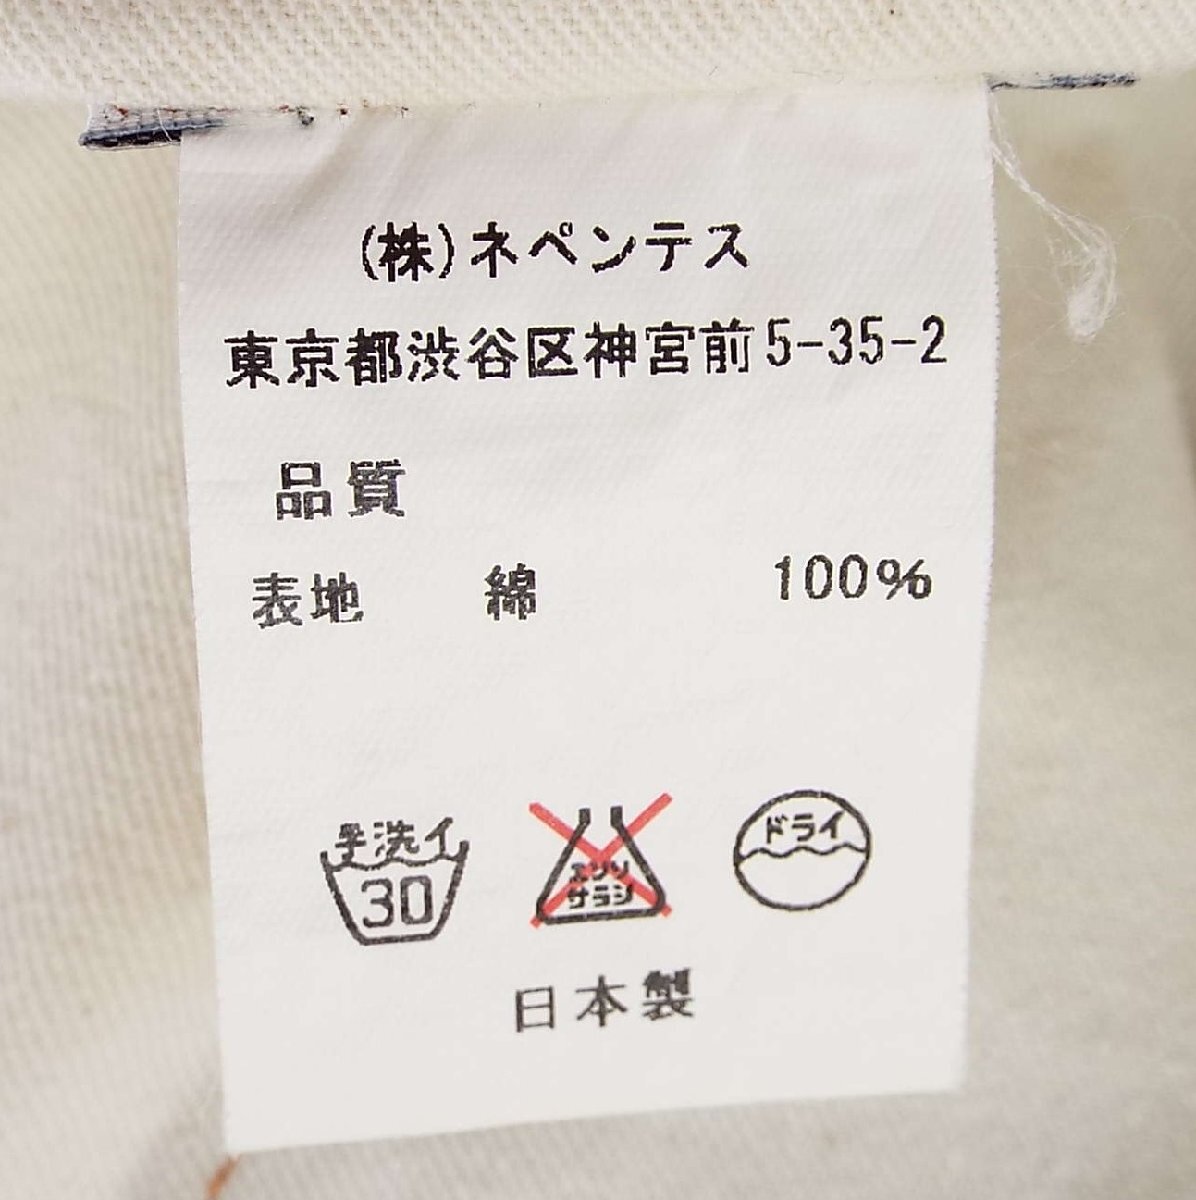 (株)ネペンテス
東京都渋谷区神宮前5-35-2
品質
表地 綿 100%
手洗イ
30
エンソ
サラシ
ドライ
日本製